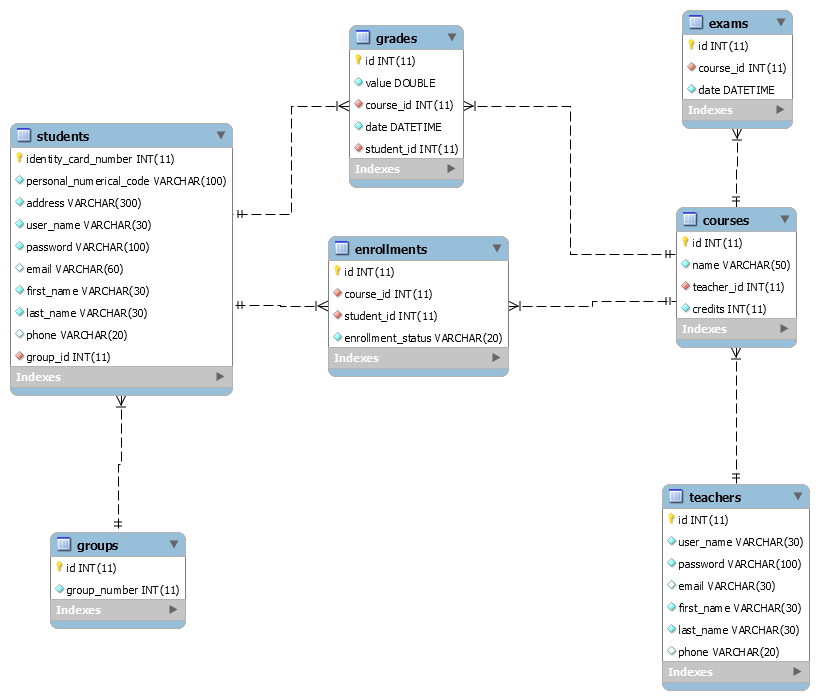 grades
id INT(11)
value DOUBLE
course_id INT(11)
date DATETIME
student_id INT(11)
Indexes
exams
id INT(11)
course_id INT(11)
date DATETIME
Indexes
students
identity_card_number INT(11)
personal_numerical_code VARCHAR(100)
address VARCHAR(300)
user_name VARCHAR(30)
password VARCHAR(100)
email VARCHAR(60)
first_name VARCHAR(30)
last_name VARCHAR(30)
phone VARCHAR(20)
group_id INT(11)
Indexes
enrollments
id INT(11)
course_id INT(11)
student_id INT(11)
enrollment_status VARCHAR(20)
Indexes
courses
id INT(11)
name VARCHAR(50)
teacher_id INT(11)
credits INT(11)
Indexes
groups
id INT(11)
group_number INT(11)
Indexes
teachers
id INT(11)
user_name VARCHAR(30)
password VARCHAR(100)
email VARCHAR(30)
first_name VARCHAR(30)
last_name VARCHAR(30)
phone VARCHAR(20)
Indexes